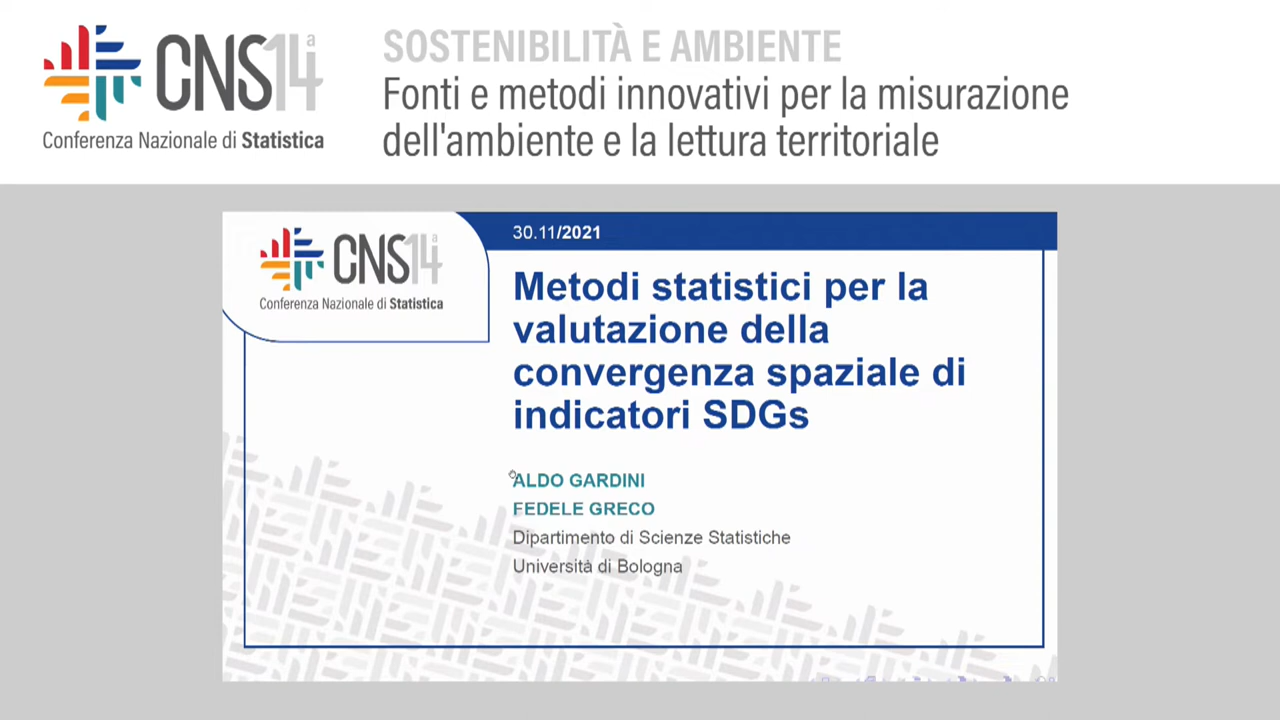 CNS14a
Conferenza Nazionale di Statistica
SOSTENIBILITÀ E AMBIENTE
Fonti e metodi innovativi per la misurazione
dell'ambiente e la lettura territoriale
CNS14a
Conferenza Nazionale di Statistica
30.11/2021
Metodi statistici per la
valutazione della
convergenza spaziale di
indicatori SDGs
ALDO GARDINI
FEDELE GRECO
Dipartimento di Scienze Statistiche
Università di Bologna